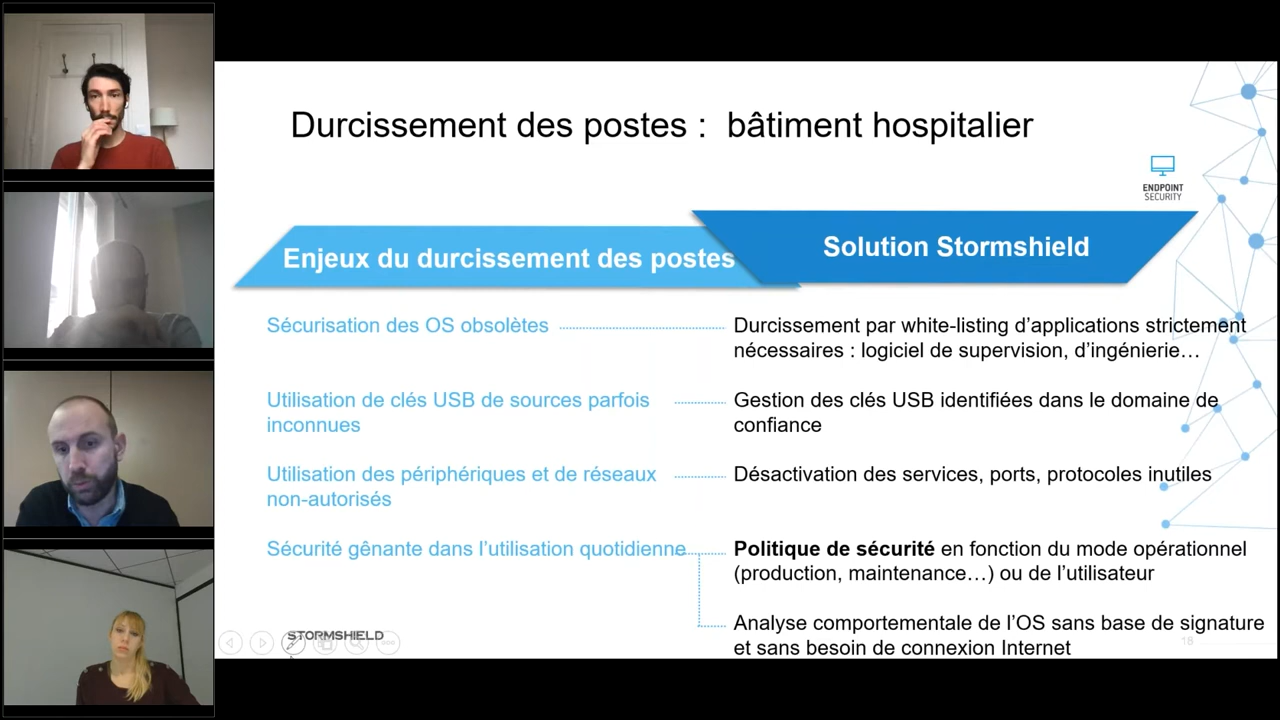 Durcissement des postes : bâtiment hospitalier
ENDPOINT
SECURITY
Enjeux du durcissement des postes
Solution Stormshield
Sécurisation des OS obsolètes
Durcissement par white-listing d’applications strictement
nécessaires : logiciel de supervision, d’ingénierie…
Utilisation de clés USB de sources parfois
inconnues
Gestion des clés USB identifiées dans le domaine de
confiance
Utilisation des périphériques et de réseaux
non-autorisés
Désactivation des services, ports, protocoles inutiles
Sécurité gênante dans l’utilisation quotidienne
Politique de sécurité en fonction du mode opérationnel
(production, maintenance…) ou de l’utilisateur
Analyse comportementale de l’OS sans base de signature
et sans besoin de connexion Internet
STORMSHIELD
18